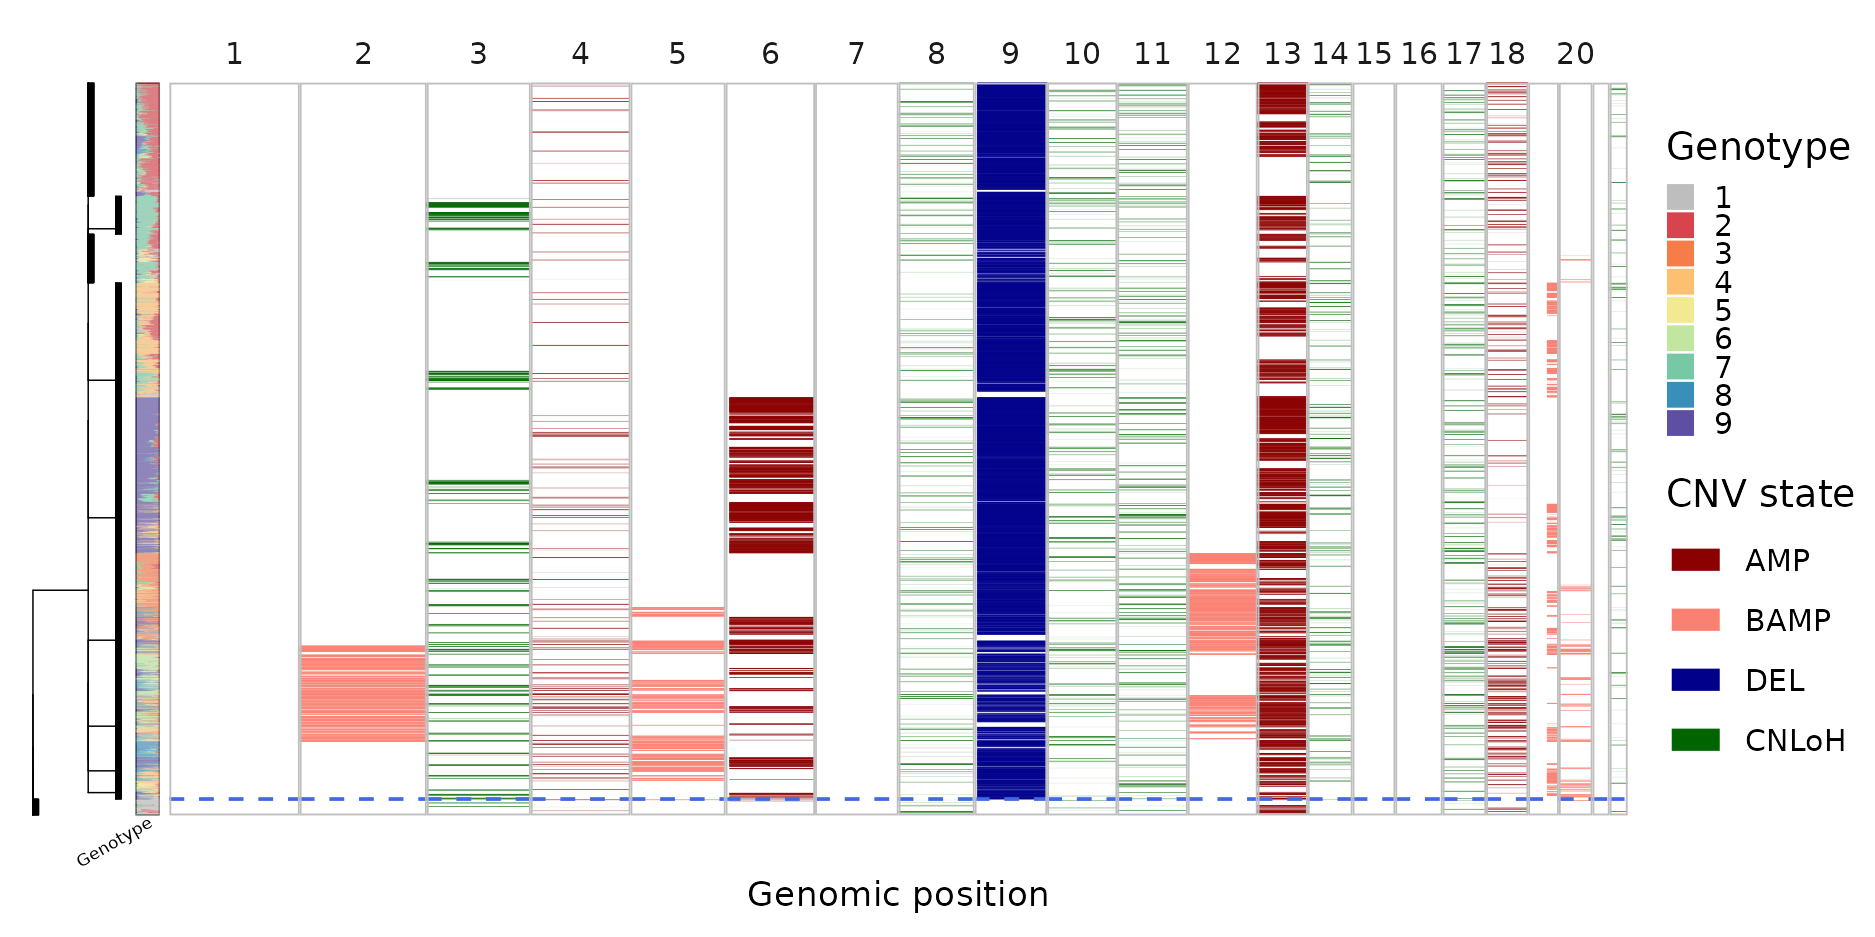 1 2 3 4 5 6 7 8 9 10 11 12 13 14 15 16 17 18 20
Genotype
1
2
3
4
5
6
7
8
9
CNV state
AMP
BAMP
DEL
CNLoH
Genotype
Genomic position